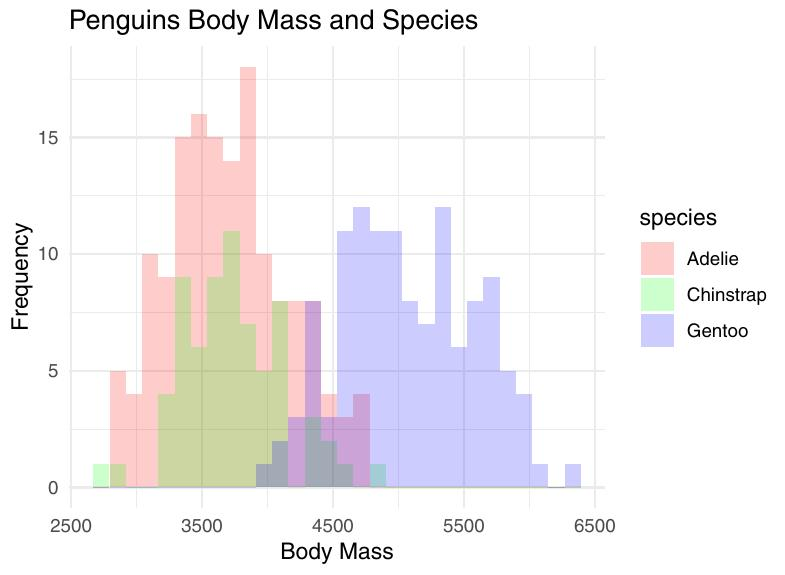 Penguins Body Mass and Species
Frequency
15
10
5
0
2500 3500 4500 5500 6500
Body Mass
species
Adelie
Chinstrap
Gentoo